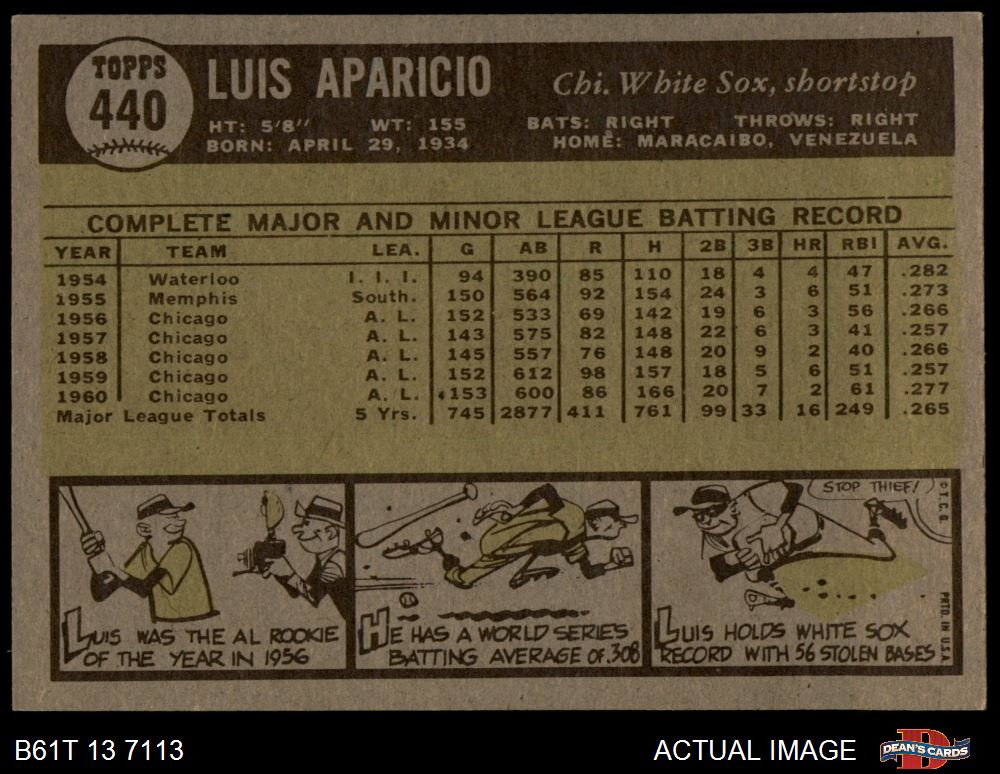 TOPPS
440
LUIS APARICIO
Chi. White Sox, shortstop
HT: 5'8" WT: 155 BATS: RIGHT THROWS: RIGHT
BORN: APRIL 29, 1934 HOME: MARACAIBO, VENEZUELA
COMPLETE MAJOR AND MINOR LEAGUE BATTING RECORD
YEAR TEAM LEA. G AB R H 2B 3B HR RBI AVG.
1954 Waterloo I. I. I. 94 390 85 110 18 4 4 47 .282
1955 Memphis South. 150 564 92 154 24 3 6 51 .273
1956 Chicago A. L. 152 533 69 142 19 6 3 56 .266
1957 Chicago A. L. 143 575 82 148 22 6 3 41 .257
1958 Chicago A. L. 145 557 76 148 20 9 2 40 .266
1959 Chicago A. L. 152 612 98 157 18 5 6 51 .257
1960 Chicago A. L. 153 600 86 166 20 7 2 61 .277
Major League Totals 5 Yrs. 745 2877 411 761 99 33 16 249 .265
LUIS WAS THE AL ROOKIE
OF THE YEAR IN 1956
HE HAS A WORLD SERIES
BATTING AVERAGE OF .308
STOP THIEF!
LUIS HOLDS WHITE SOX
RECORD WITH 56 STOLEN BASES
© T. C. G.
PRTD. IN U.S.A.
B61T 13 7113
ACTUAL IMAGE
DEAN'S CARDS